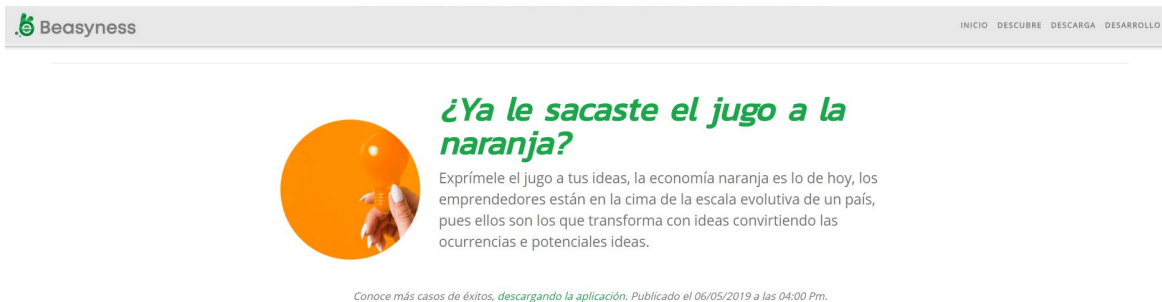 Beasyness
INICIO DESCUBRE DESCARGA DESARROLLO
¿Ya le sacaste el jugo a la
naranja?
Exprímele el jugo a tus ideas, la economía naranja es lo de hoy, los
emprendedores están en la cima de la escala evolutiva de un país,
pues ellos son los que transforma con ideas convirtiendo las
ocurrencias e potenciales ideas.
Conoce más casos de éxitos, descargando la aplicación. Publicado el 06/05/2019 a las 04:00 Pm.